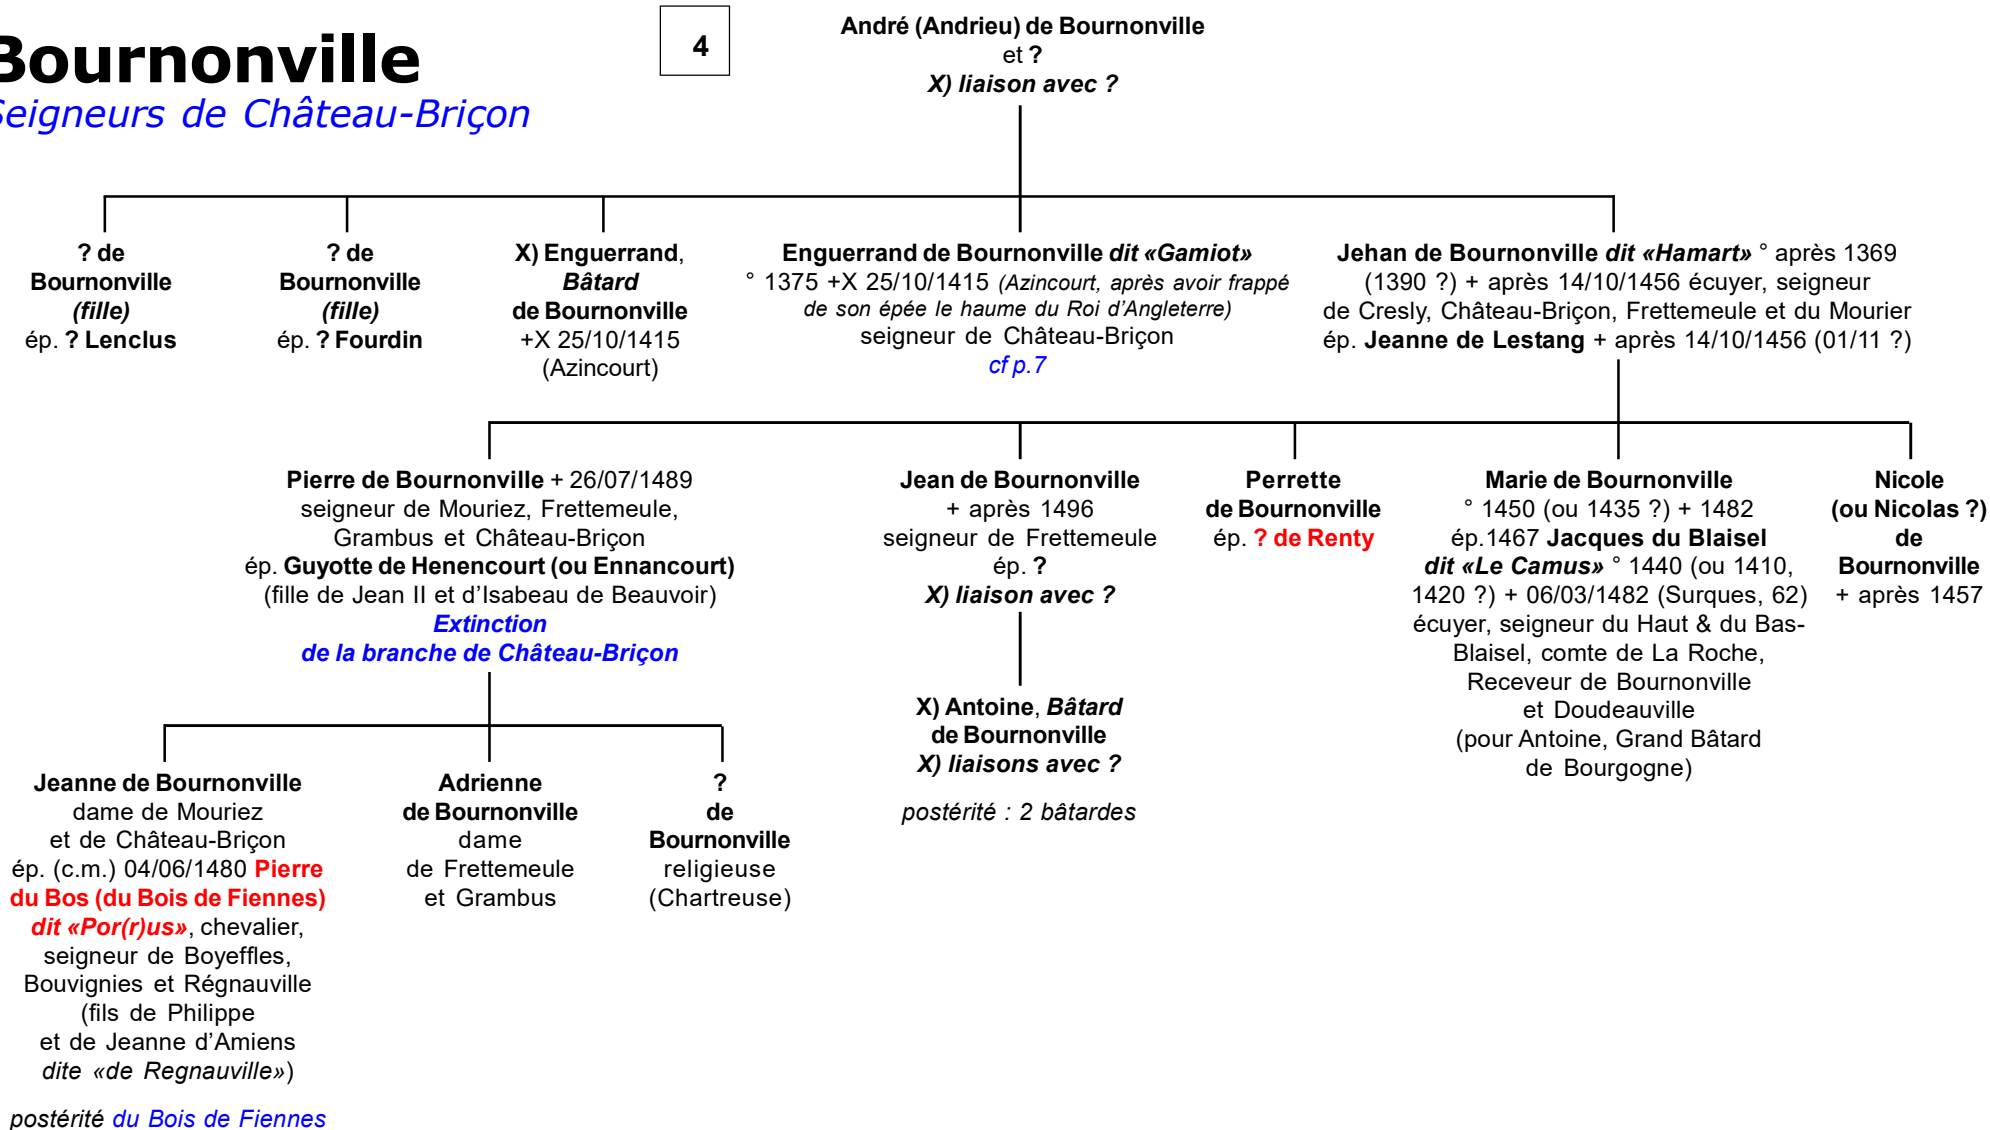 Bournonville
Seigneurs de Château-Briçon
4
André (Andrieu) de Bournonville
et ?
X) liaison avec ?
? de
Bournonville
(fille)
ép. ? Lenclus
? de
Bournonville
(fille)
ép. ? Fourdin
X) Enguerrand,
Bâtard
de Bournonville
+X 25/10/1415
(Azincourt)
Enguerrand de Bournonville dit «Gamiot»
° 1375 +X 25/10/1415 (Azincourt, après avoir frappé
de son épée le haume du Roi d’Angleterre)
seigneur de Château-Briçon
cf p.7
Jehan de Bournonville dit «Hamart» ° après 1369
(1390 ?) + après 14/10/1456 écuyer, seigneur
de Cresly, Château-Briçon, Frettemeule et du Mourier
ép. Jeanne de Lestang + après 14/10/1456 (01/11 ?)
Pierre de Bournonville + 26/07/1489
seigneur de Mouriez, Frettemeule,
Grambus et Château-Briçon
ép. Guyotte de Henencourt (ou Ennancourt)
(fille de Jean II et d’Isabeau de Beauvoir)
Extinction
de la branche de Château-Briçon
Jean de Bournonville
+ après 1496
seigneur de Frettemeule
ép. ?
X) liaison avec ?
Perrette
de Bournonville
ép. ? de Renty
Marie de Bournonville
° 1450 (ou 1435 ?) + 1482
ép.1467 Jacques du Blaisel
dit «Le Camus» ° 1440 (ou 1410,
1420 ?) + 06/03/1482 (Surques, 62)
écuyer, seigneur du Haut & du Bas-
Blaisel, comte de La Roche,
Receveur de Bournonville
et Doudeauville
(pour Antoine, Grand Bâtard
de Bourgogne)
Nicole
(ou Nicolas ?)
de
Bournonville
+ après 1457
X) Antoine, Bâtard
de Bournonville
X) liaisons avec ?
postérité : 2 bâtardes
Jeanne de Bournonville
dame de Mouriez
et de Château-Briçon
ép. (c.m.) 04/06/1480 Pierre
du Bos (du Bois de Fiennes)
dit «Por(r)us», chevalier,
seigneur de Boyeffles,
Bouvignies et Régnauville
(fils de Philippe
et de Jeanne d’Amiens
dite «de Regnauville»)
postérité du Bois de Fiennes
Adrienne
de Bournonville
dame
de Frettemeule
et Grambus
?
de
Bournonville
religieuse
(Chartreuse)